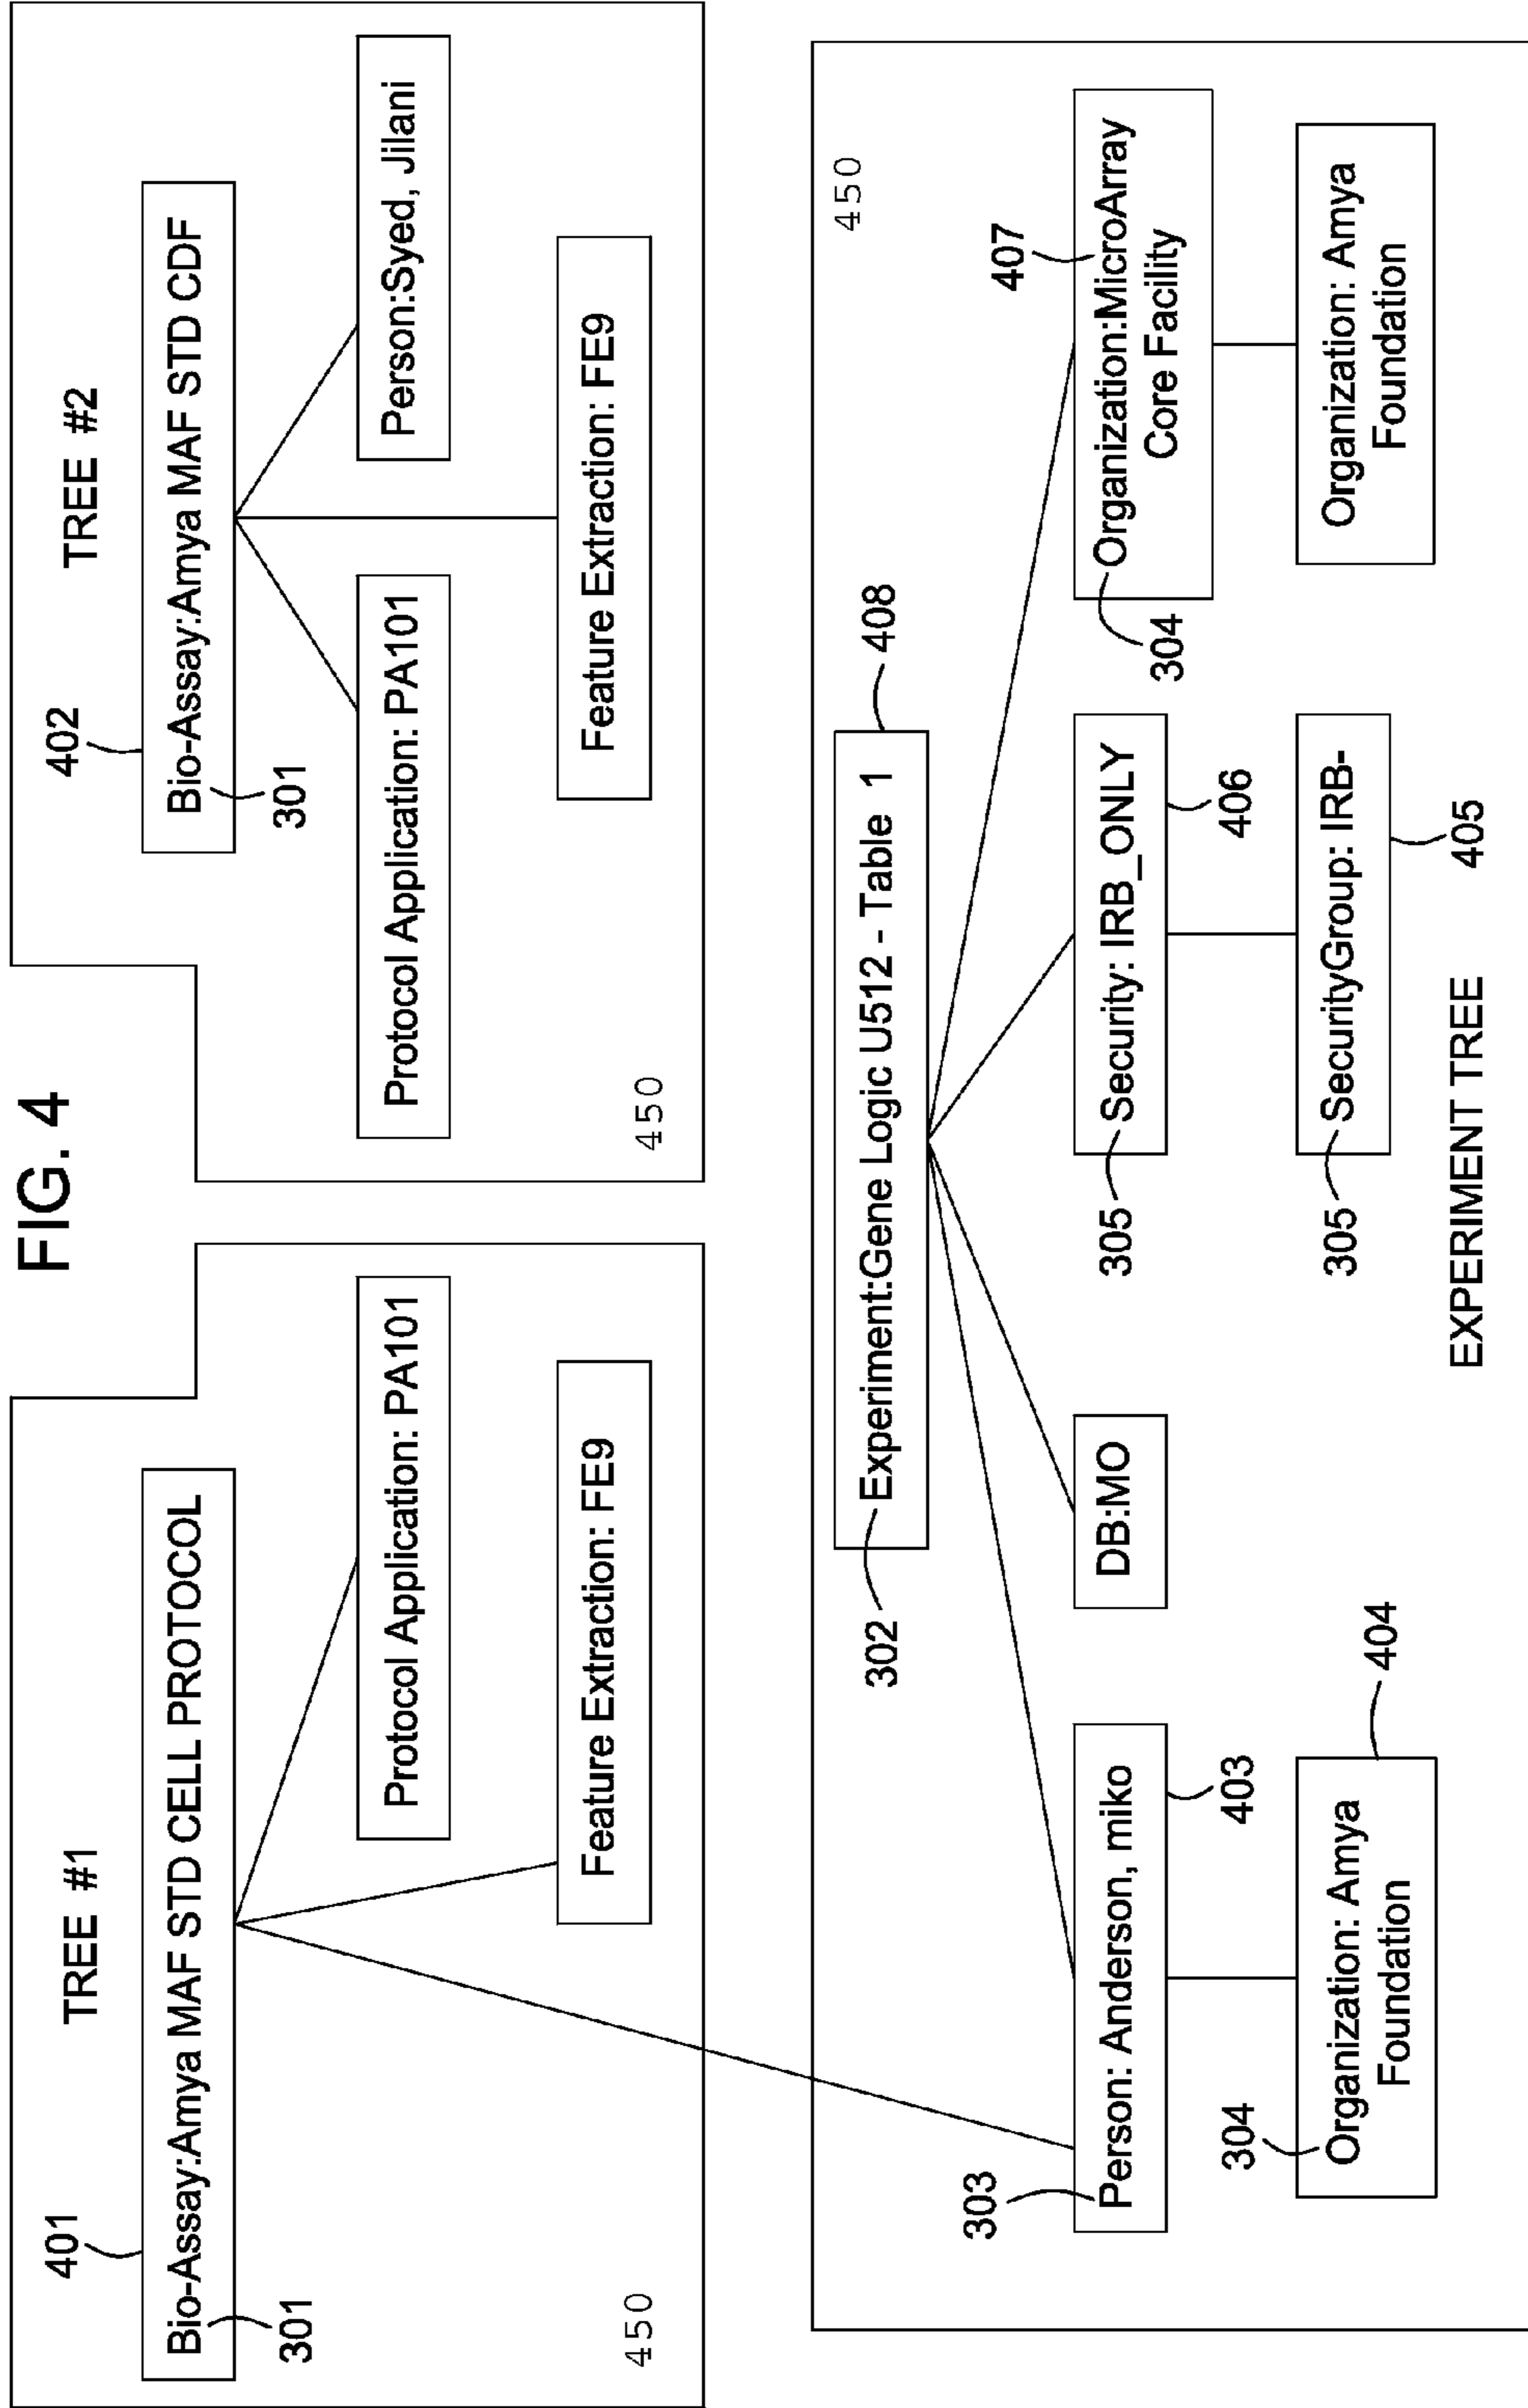 FIG. 4
TREE #1
401
Bio-Assay:Amya MAF STD CELL PROTOCOL
301
Protocol Application: PA101
Feature Extraction: FE9
450
TREE #2
402
Bio-Assay:Amya MAF STD CDF
301
Protocol Application: PA101
Person:Syed, Jilani
Feature Extraction: FE9
450
450
302
Experiment:Gene Logic U512 - Table 1
408
303
Person: Anderson, miko
403
304
Organization: Amya
Foundation
404
DB:MO
305
Security: IRB_ONLY
406
305
SecurityGroup: IRB-
405
407
304
Organization:MicroArray
Core Facility
Organization: Amya
Foundation
EXPERIMENT TREE